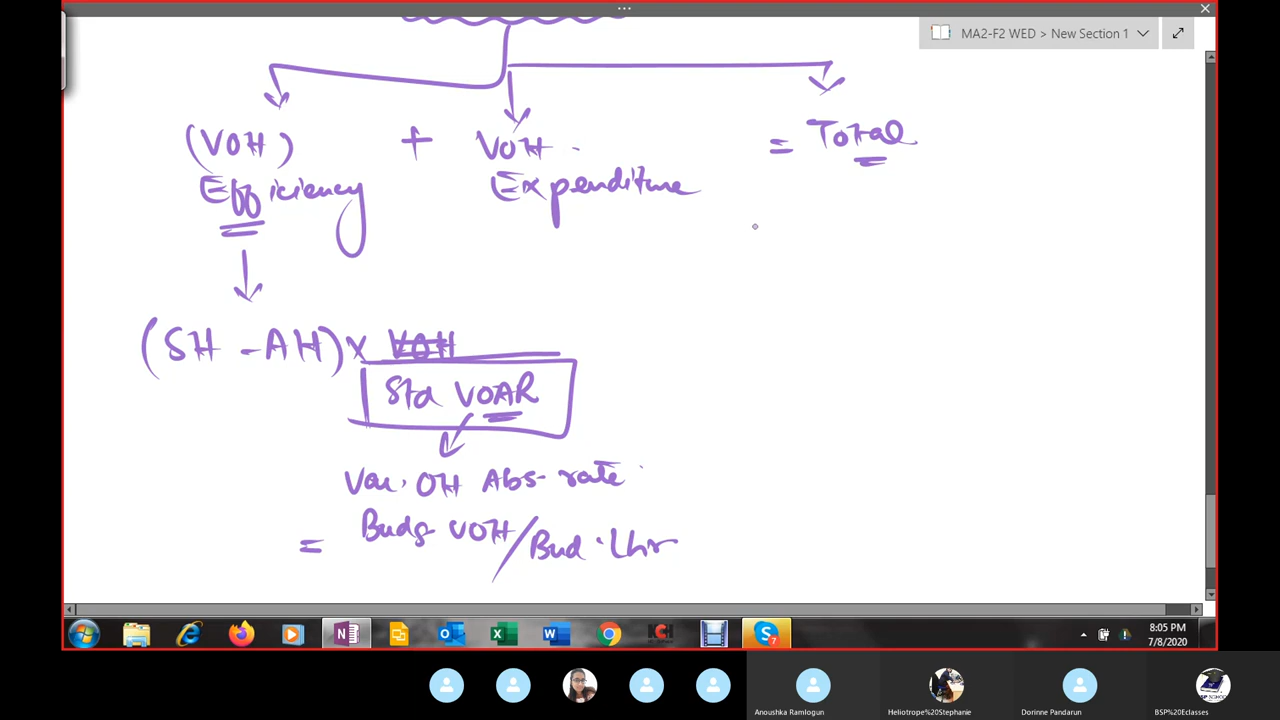 MA2-F2 WED > New Section 1
(VOH) + VOH = Total
Efficiency Expenditure
(SH - AH) x VOH
Std VOAR
Var. OH Abs- rate
= Budg VOH / Bud. Lhr
8:05 PM
7/8/2020
Anoushka Ramlogun
Heliotrope%20Stephanie
Dorinne Pandarun
BSP%20Eclasses